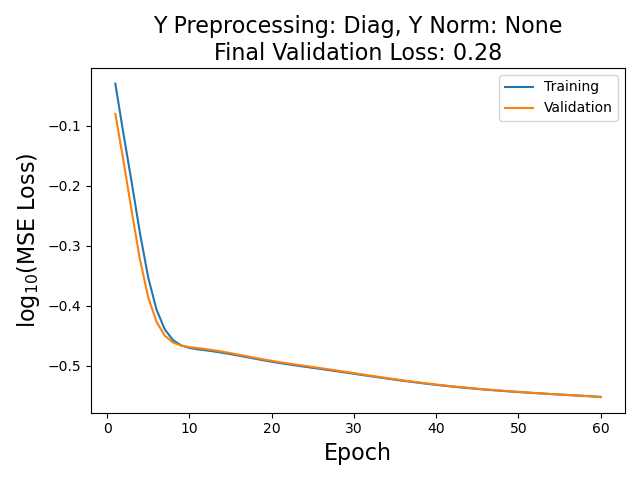 Y Preprocessing: Diag, Y Norm: None
Final Validation Loss: 0.28
Training
Validation
−0.1
−0.2
−0.3
−0.4
−0.5
log10(MSE Loss)
0 10 20 30 40 50 60
Epoch